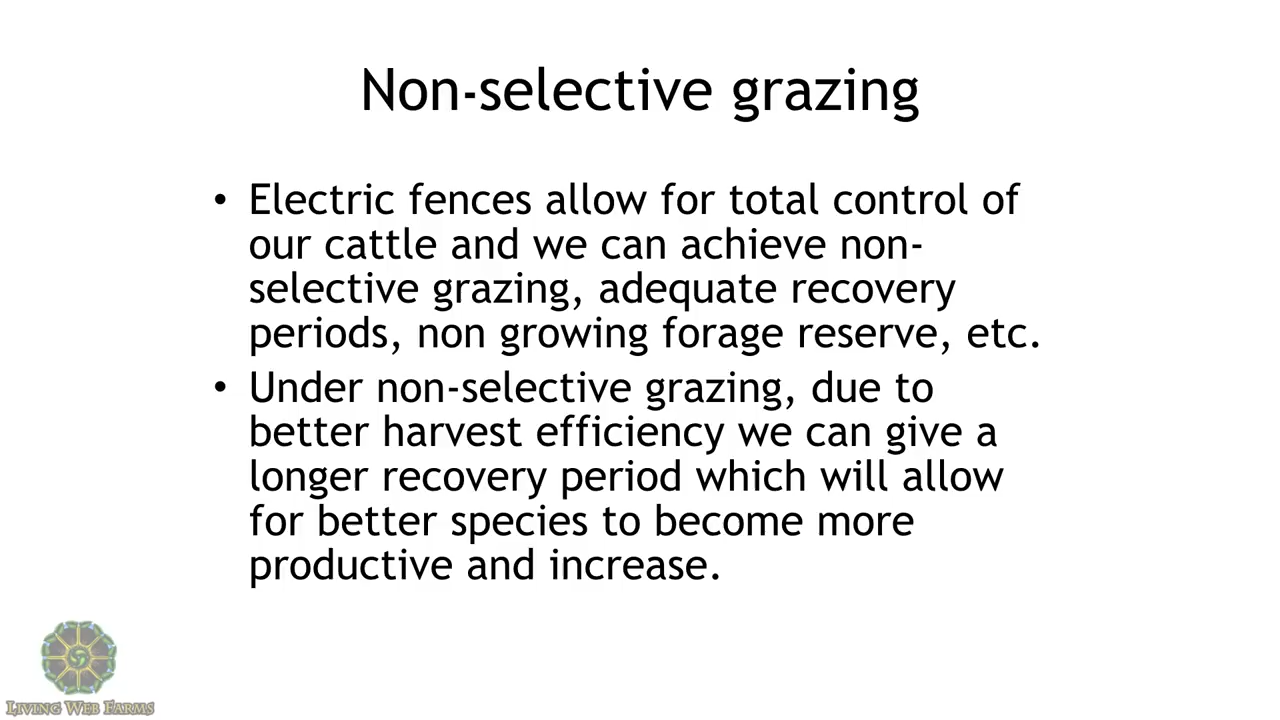 Non-selective grazing
• Electric fences allow for total control of
our cattle and we can achieve non-
selective grazing, adequate recovery
periods, non growing forage reserve, etc.
• Under non-selective grazing, due to
better harvest efficiency we can give a
longer recovery period which will allow
for better species to become more
productive and increase.
Living Web Farms